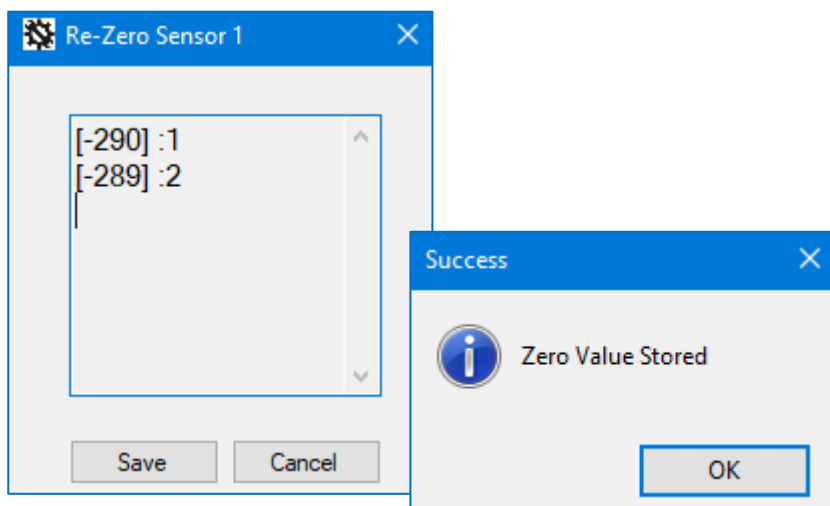 Re-Zero Sensor 1
[-290] :1
[-289] :2
Save Cancel
Success
Zero Value Stored
OK